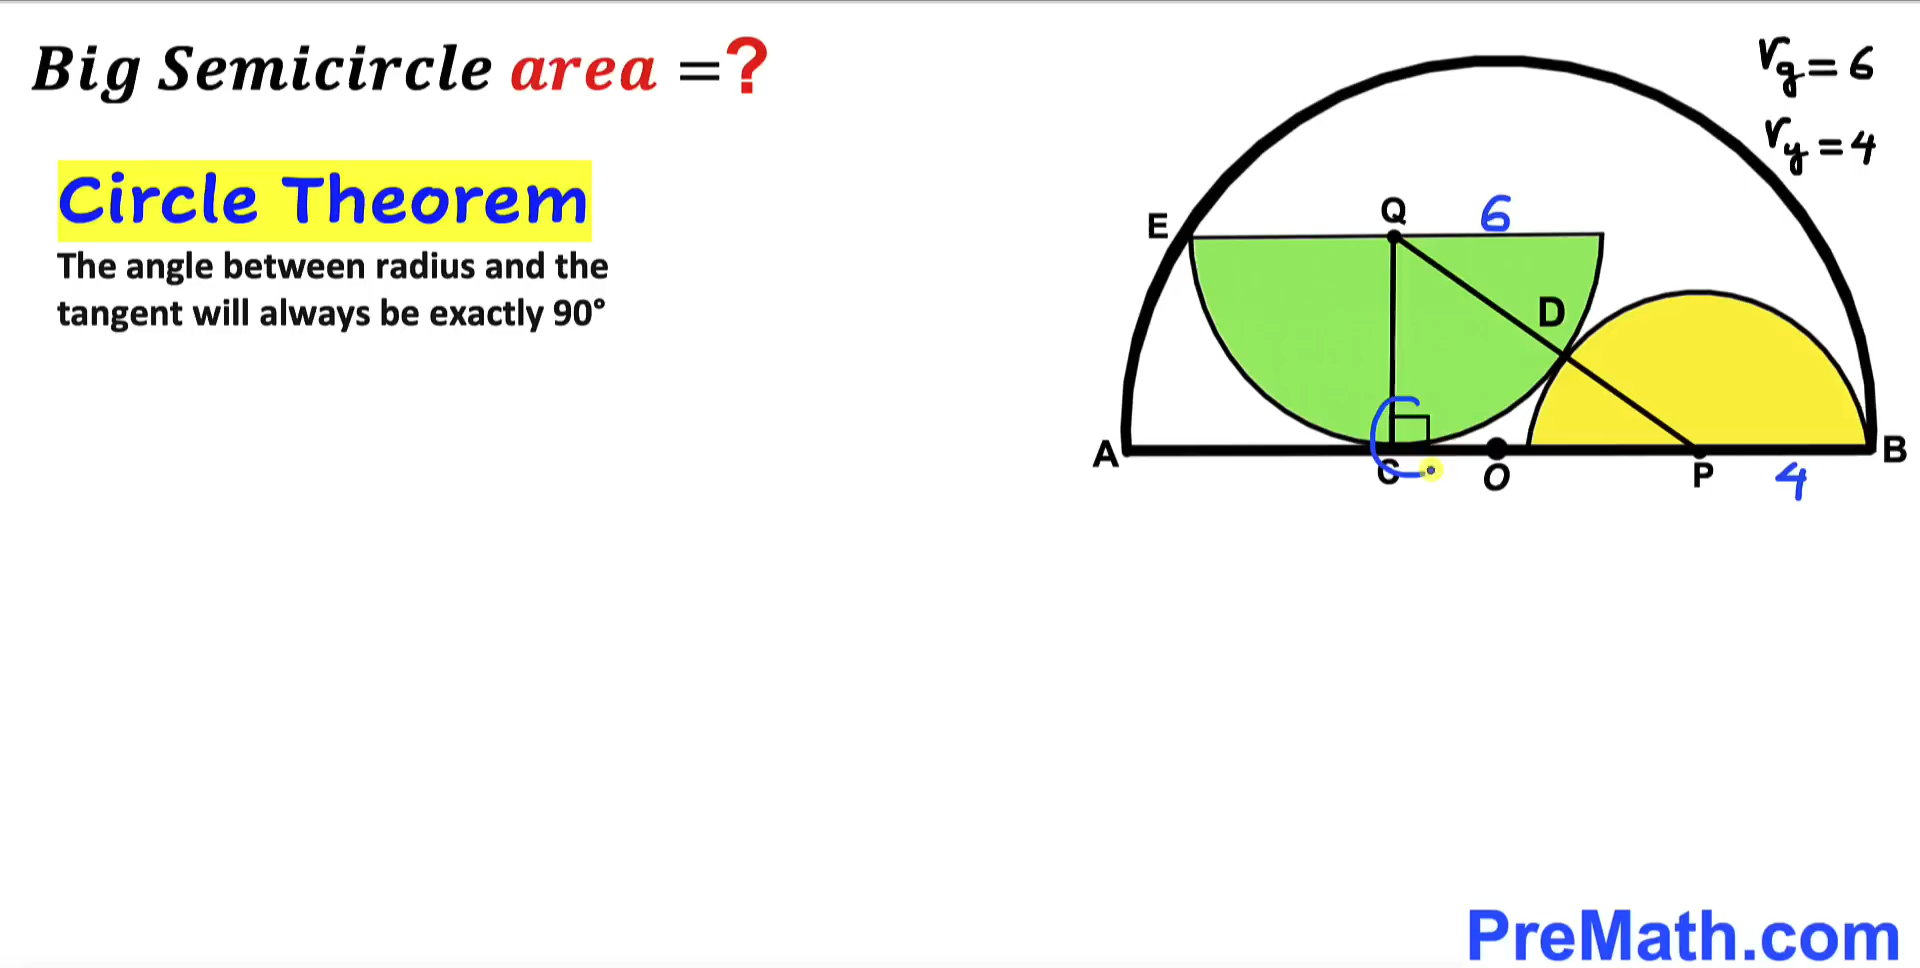 Big Semicircle area =?
Circle Theorem
The angle between radius and the
tangent will always be exactly 90°
r_g = 6
r_y = 4
E
Q
6
D
A
C
O
P
4
B
PreMath.com